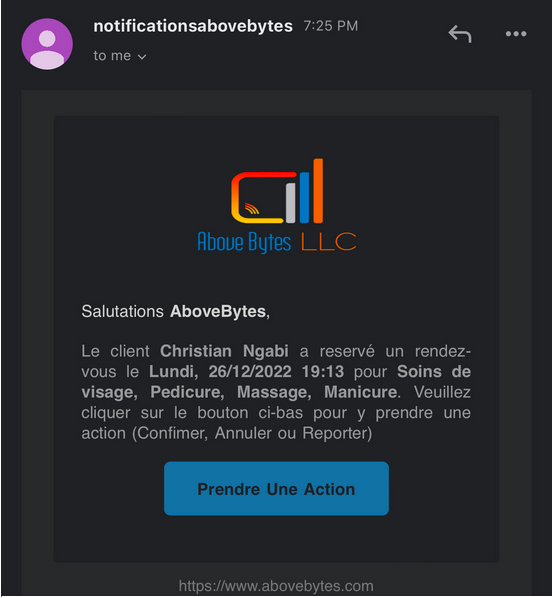 notificationsabovebytes 7:25 PM
to me
Above Bytes LLC
Salutations AboveBytes,
Le client Christian Ngabi a reservé un rendez-
vous le Lundi, 26/12/2022 19:13 pour Soins de
visage, Pedicure, Massage, Manicure. Veuillez
cliquer sur le bouton ci-bas pour y prendre une
action (Confimer, Annuler ou Reporter)
Prendre Une Action
https://www.abovebytes.com